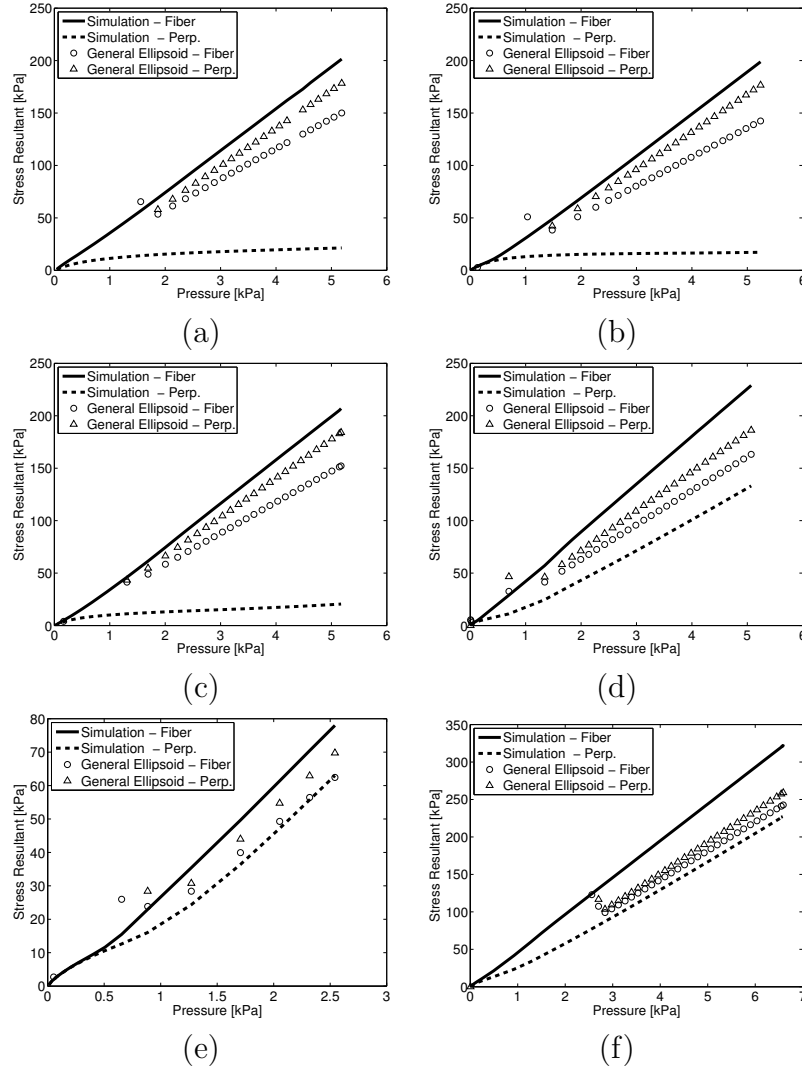 250
200
150
100
50
0
Stress Resultant [kPa]
Simulation – Fiber
Simulation – Perp.
General Ellipsoid – Fiber
General Ellipsoid – Perp.
0 1 2 3 4 5 6
Pressure [kPa]
(a)
250
200
150
100
50
0
Stress Resultant [kPa]
Simulation – Fiber
Simulation – Perp.
General Ellipsoid – Fiber
General Ellipsoid – Perp.
0 1 2 3 4 5 6
Pressure [kPa]
(b)
250
200
150
100
50
0
Stress Resultant [kPa]
Simulation – Fiber
Simulation – Perp.
General Ellipsoid – Fiber
General Ellipsoid – Perp.
0 1 2 3 4 5 6
Pressure [kPa]
(c)
250
200
150
100
50
0
Stress Resultant [kPa]
Simulation – Fiber
Simulation – Perp.
General Ellipsoid – Fiber
General Ellipsoid – Perp.
0 1 2 3 4 5 6
Pressure [kPa]
(d)
80
70
60
50
40
30
20
10
0
Stress Resultant [kPa]
Simulation – Fiber
Simulation – Perp.
General Ellipsoid – Fiber
General Ellipsoid – Perp.
0 0.5 1 1.5 2 2.5 3
Pressure [kPa]
(e)
350
300
250
200
150
100
50
0
Stress Resultant [kPa]
Simulation – Fiber
Simulation – Perp.
General Ellipsoid – Fiber
General Ellipsoid – Perp.
0 1 2 3 4 5 6 7
Pressure [kPa]
(f)